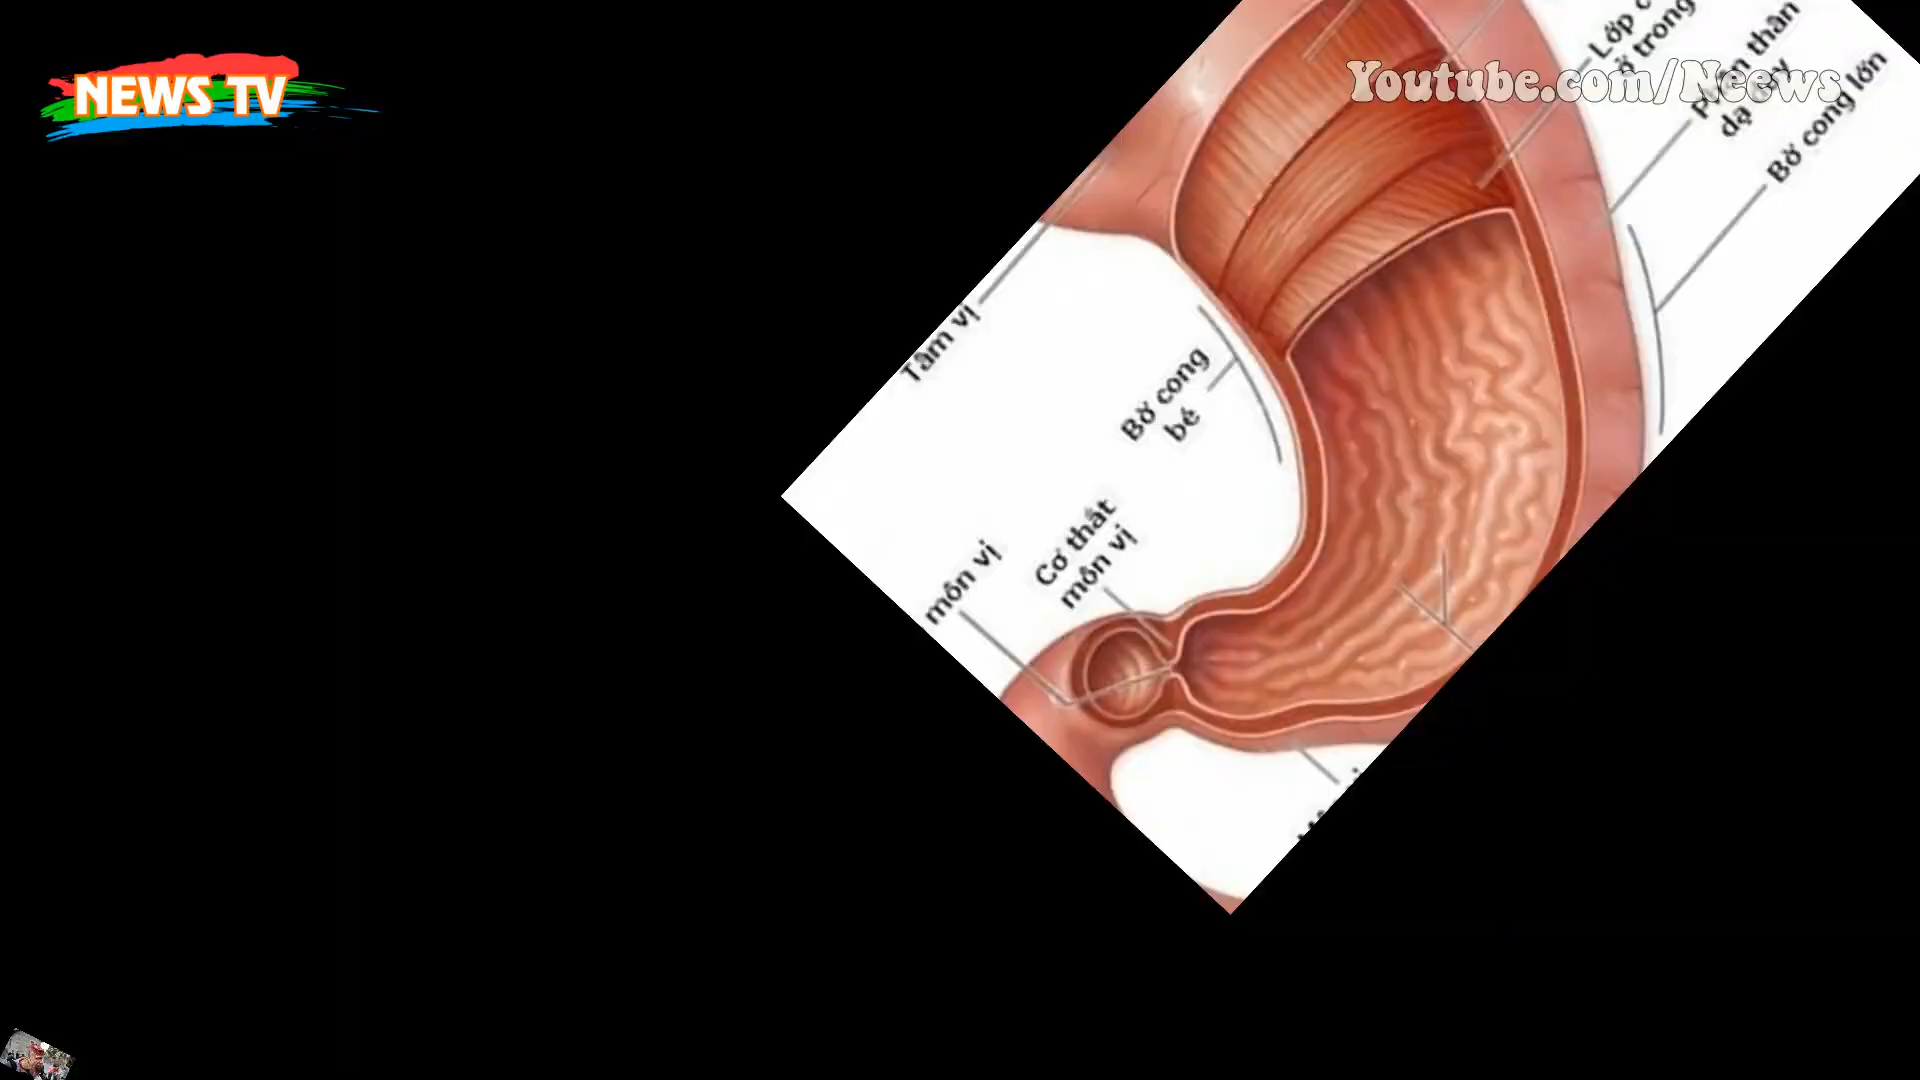 NEWS TV
Youtube.com/Neews
Lớp
ở trong
thân
dạ dày
Bờ cong lớn
Tâm vị
Bờ cong
bé
Cơ thắt
môn vị
môn vị